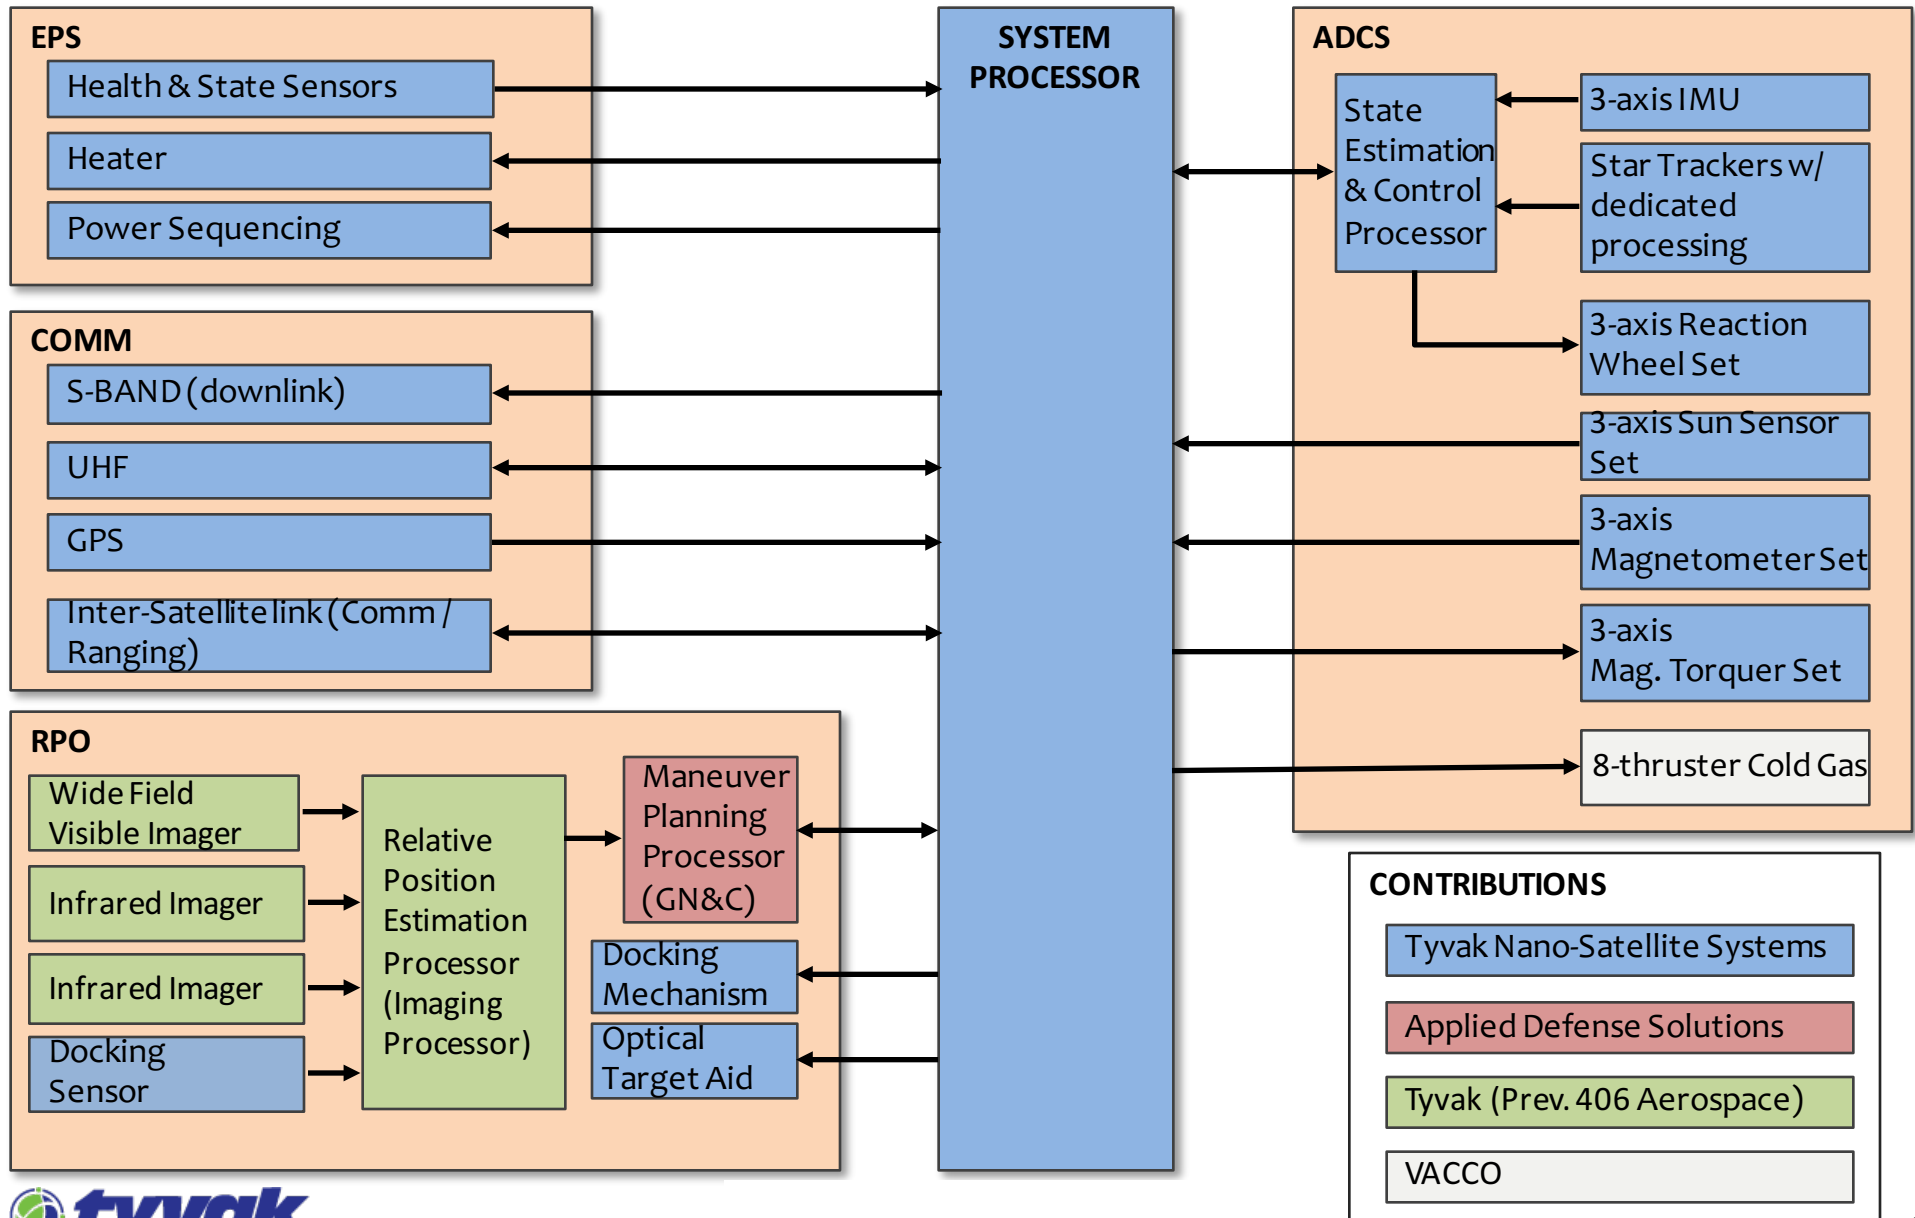 EPS
Health & State Sensors
Heater
Power Sequencing
COMM
S-BAND (downlink)
UHF
GPS
Inter-Satellite link (Comm /
Ranging)
RPO
Wide Field
Visible Imager
Infrared Imager
Infrared Imager
Docking
Sensor
Relative
Position
Estimation
Processor
(Imaging
Processor)
Maneuver
Planning
Processor
(GN&C)
Docking
Mechanism
Optical
Target Aid
SYSTEM
PROCESSOR
ADCS
State
Estimation
& Control
Processor
3-axis IMU
Star Trackers w/
dedicated
processing
3-axis Reaction
Wheel Set
3-axis Sun Sensor
Set
3-axis
Magnetometer Set
3-axis
Mag. Torquer Set
8-thruster Cold Gas
CONTRIBUTIONS
Tyvak Nano-Satellite Systems
Applied Defense Solutions
Tyvak (Prev. 406 Aerospace)
VACCO
tyvak